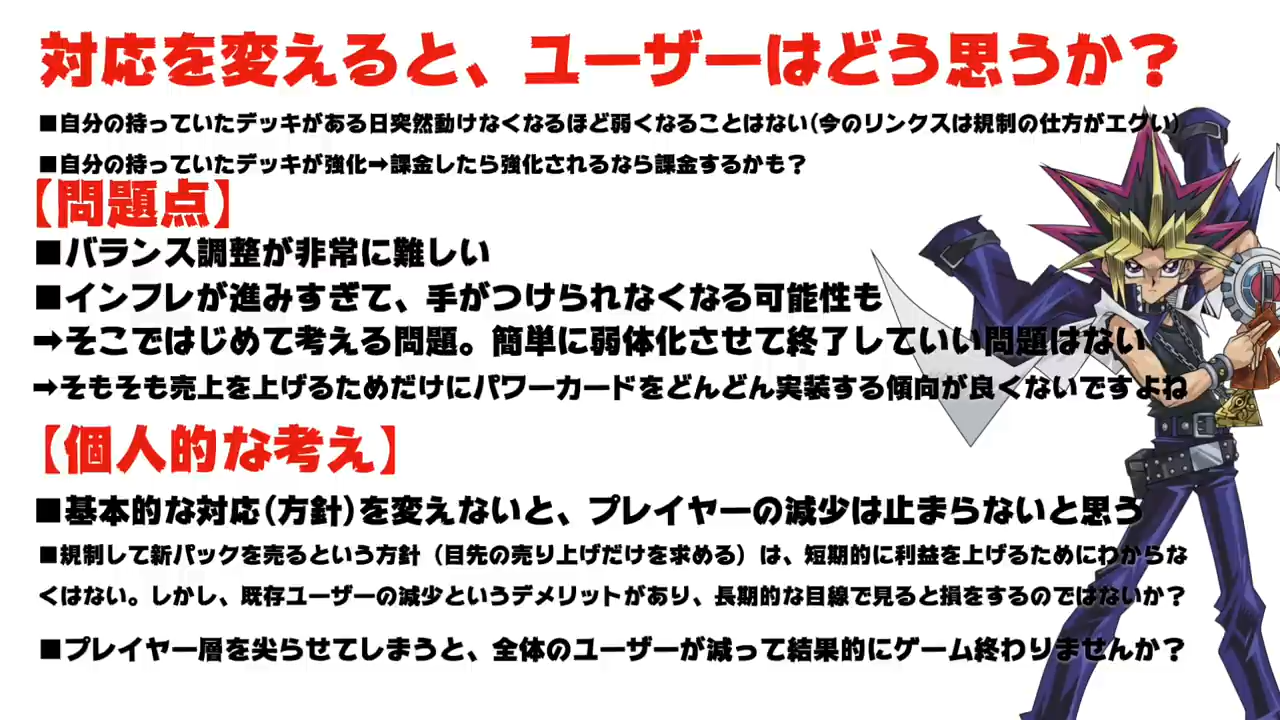 対応を変えると、ユーザーはどう思うか？
■自分の持っていたデッキがある日突然動けなくなるほど弱くなることはない(今のリンクスは規制の仕方がエグい)
■自分の持っていたデッキが強化➡課金したら強化されるなら課金するかも？
【問題点】
■バランス調整が非常に難しい
■インフレが進みすぎて、手がつけられなくなる可能性も
➡そこではじめて考える問題。簡単に弱体化させて終了していい問題はない
➡そもそも売上を上げるためだけにパワーカードをどんどん実装する傾向が良くないですよね
【個人的な考え】
■基本的な対応(方針)を変えないと、プレイヤーの減少は止まらないと思う
■規制して新パックを売るという方針（目先の売り上げだけを求める）は、短期的に利益を上げるためにわからな
くはない。しかし、既存ユーザーの減少というデメリットがあり、長期的な目線で見ると損をするのではないか？
■プレイヤー層を尖らせてしまうと、全体のユーザーが減って結果的にゲーム終わりませんか？